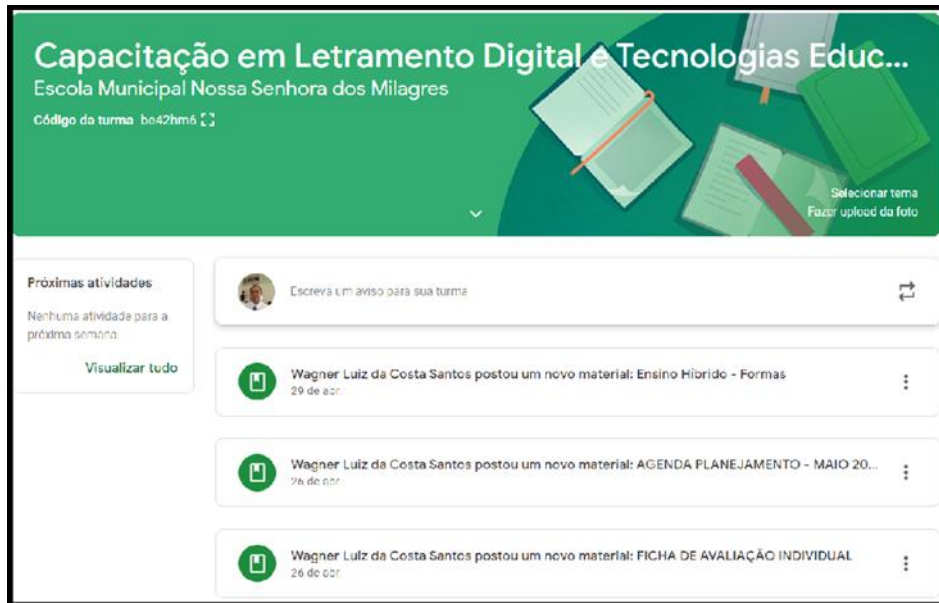 Capacitação em Letramento Digital e Tecnologias Educ...
Escola Municipal Nossa Senhora dos Milagres
Código da turma be42hm6
Selecionar tema
Fazer upload da foto
Próximas atividades
Nenhuma atividade para a
próxima semana
Visualizar tudo
Escreva um aviso para sua turma
Wagner Luiz da Costa Santos postou um novo material: Ensino Híbrido - Formas
29 de abr.
Wagner Luiz da Costa Santos postou um novo material: AGENDA PLANEJAMENTO - MAIO 20...
26 de abr.
Wagner Luiz da Costa Santos postou um novo material: FICHA DE AVALIAÇÃO INDIVIDUAL
26 de abr.